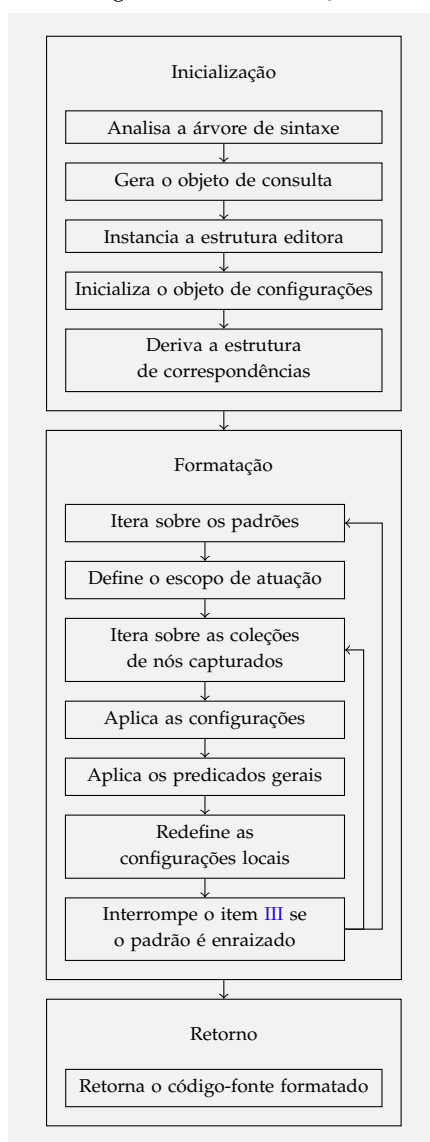 Inicialização
Analisa a árvore de sintaxe
Gera o objeto de consulta
Instancia a estrutura editora
Inicializa o objeto de configurações
Deriva a estrutura
de correspondências
Formatação
Itera sobre os padrões
Define o escopo de atuação
Itera sobre as coleções
de nós capturados
Aplica as configurações
Aplica os predicados gerais
Redefine as
configurações locais
Interrompe o item III se
o padrão é enraizado
Retorno
Retorna o código-fonte formatado